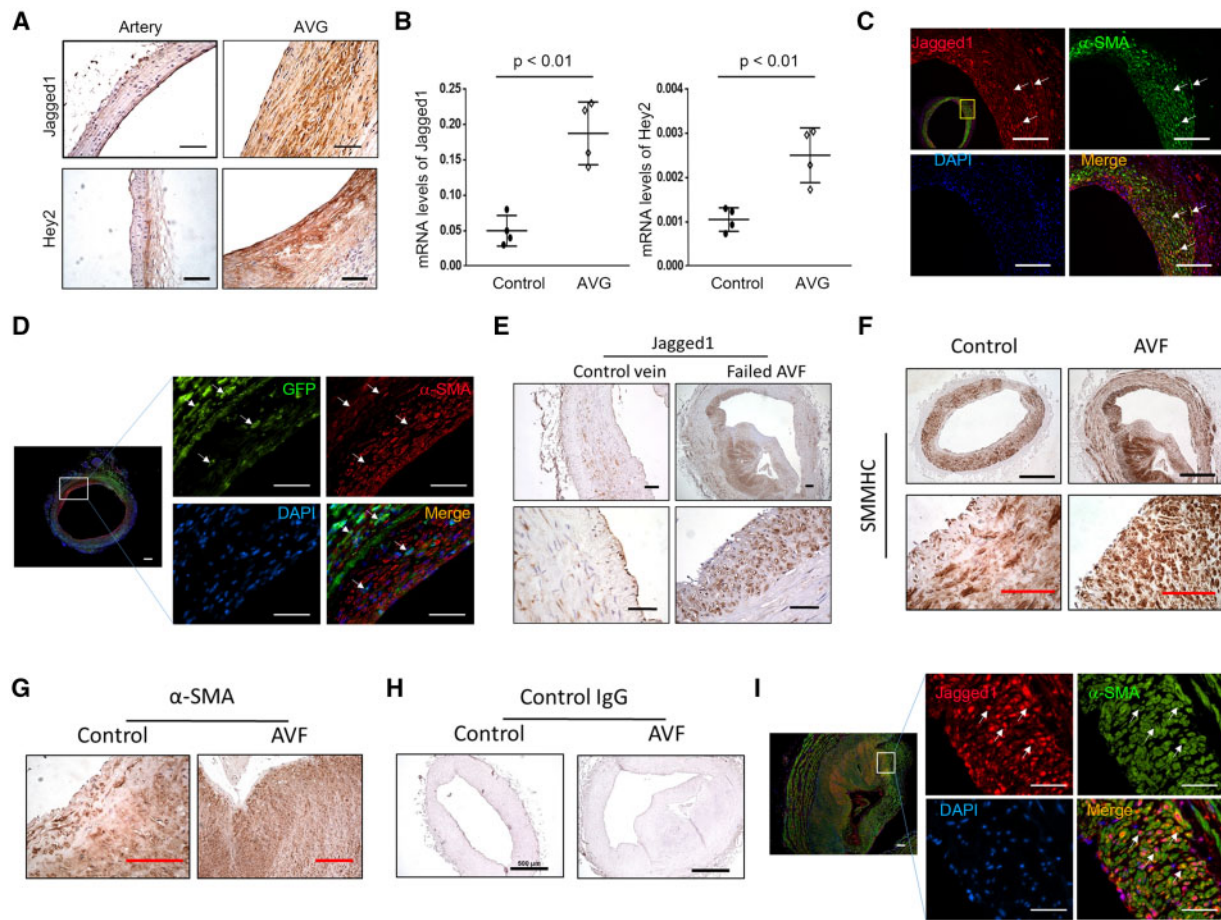 A
Artery
AVG
Jagged1
Hey2
B
p < 0.01
mRNA levels of Jagged1
0.25
0.20
0.15
0.10
0.05
0.00
Control
AVG
p < 0.01
mRNA levels of Hey2
0.006
0.004
0.003
0.002
0.001
0.000
Control
AVG
C
Jagged1
α-SMA
DAPI
Merge
D
GFP
α-SMA
DAPI
Merge
E
Jagged1
Control vein
Failed AVF
F
Control
AVF
SMMHC
G
α-SMA
Control
AVF
H
Control IgG
Control
AVF
500 μm
I
Jagged1
α-SMA
DAPI
Merge